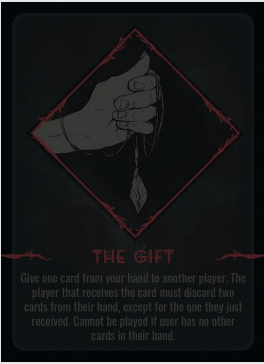 THE GIFT
Give one card from your hand to another player. The
player that receives the card must discard two
cards from their hand, except for the one they just
received. Cannot be played if user has no other
cards in their hand.